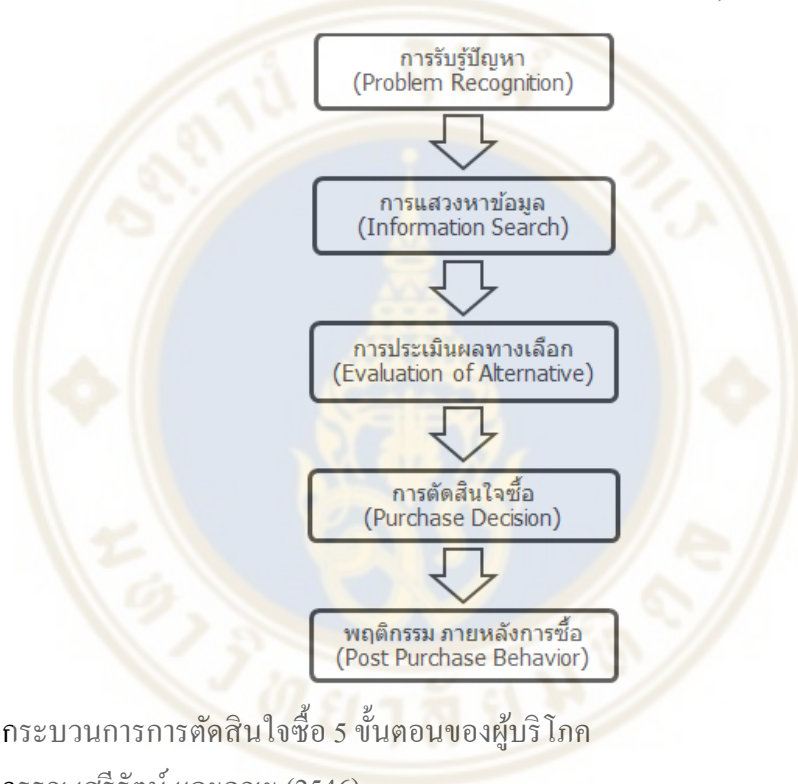 การรับรู้ปัญหา
(Problem Recognition)
การแสวงหาข้อมูล
(Information Search)
การประเมินผลทางเลือก
(Evaluation of Alternative)
การตัดสินใจซื้อ
(Purchase Decision)
พฤติกรรม ภายหลังการซื้อ
(Post Purchase Behavior)
กระบวนการการตัดสินใจซื้อ 5 ขั้นตอนของผู้บริโภค
(2546)